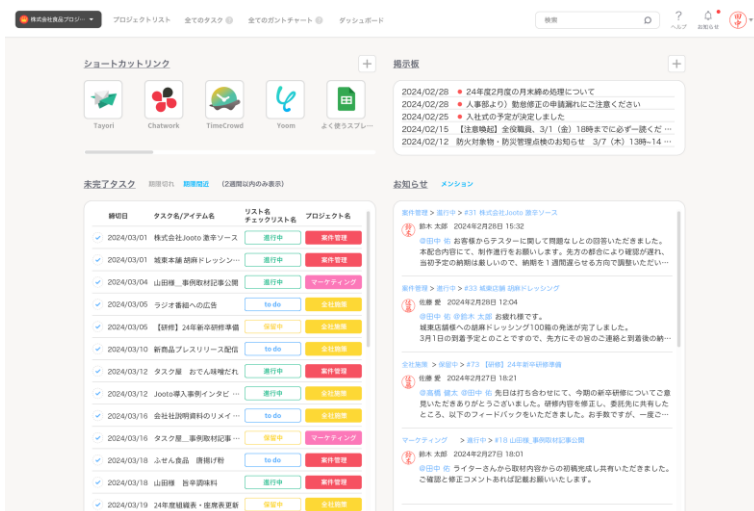 株式会社食品プロジ… ▼
プロジェクトリスト 全てのタスク 全てのガントチャート ダッシュボード
検索
ヘルプ
お知らせ
ショートカットリンク
Tayori Chatwork TimeCrowd Yoom よく使うスプレ…
掲示板
2024/02/28 24年度2月度の月末締め処理について
2024/02/28 人事部より）勤怠修正の申請漏れにご注意ください
2024/02/25 入社式の予定が決定しました
2024/02/15 【注意喚起】全役職員、3/1（金）18時までに必ず一読くだ…
2024/02/12 防火対象物・防災管理点検のお知らせ 3/7（木）13時~14…
未完了タスク 期限切れ 期限間近 （2週間以内のみ表示）
締切日 タスク名/アイテム名 リスト名 チェックリスト名 プロジェクト名
2024/03/01 株式会社Jooto 激辛ソース 進行中 案件管理
2024/03/01 城東本舗 胡麻ドレッシン… 進行中 案件管理
2024/03/04 山田様＿事例取材記事公開 進行中 マーケティング
2024/03/05 ラジオ番組への広告 to do 全社施策
2024/03/05 【研修】24年新卒研修準備 保留中 全社施策
2024/03/10 新商品プレスリリース配信 to do 全社施策
2024/03/12 タスク屋 おでん味噌だれ 進行中 案件管理
2024/03/12 Jooto導入事例インタビ… 進行中 全社施策
2024/03/16 会社社説明資料のリメイ… to do 全社施策
2024/03/16 タスク屋＿事例取材記事… 保留中 マーケティング
2024/03/18 ふせん食品 唐揚げ粉 to do 案件管理
2024/03/18 山田様 旨辛調味料 進行中 案件管理
2024/03/19 24年度組織表・座席表更新 保留中 全社施策
お知らせ メンション
案件管理 > 進行中 > #31 株式会社Jooto 激辛ソース
鈴木 太郎 2024年2月28日 15:32
@田中 佑 お客様からテスターに関して問題なしとの回答いただきました。
本配合内容にて、制作進行をお願いします。先方の都合により確認が遅れ、
当初予定の納期は厳しいので、納期を1週間遅らせる方向で調整いただい…
案件管理 > 進行中 > #33 城東店舗 胡麻ドレッシング
佐藤 愛 2024年2月28日 12:04
@田中 佑 @鈴木 太郎 お疲れ様です。
城東店舗様への胡麻ドレッシング100箱の発送が完了しました。
3月1日の到着予定とのことですので、先方にその旨のご連絡と到着後の納…
全社施策 > 保留中 > #73 【研修】24年新卒研修準備
佐藤 愛 2024年2月27日 18:21
@高橋 健太 @田中 佑 先日は打ち合わせにて、今期の新卒研修についてご意
見いただきありがとうございました。研修内容を修正し、委託先に共有した
ところ、以下のフィードバックをいただきました。お手数ですが、一度ご…
マーケティング > 進行中 > #18 山田様_事例取材記事公開
鈴木 太郎 2024年2月27日 18:01
@田中 佑 ライターさんから取材内容からの初稿完成し共有いただきました。
ご確認と修正コメントあれば記載お願いいたします。